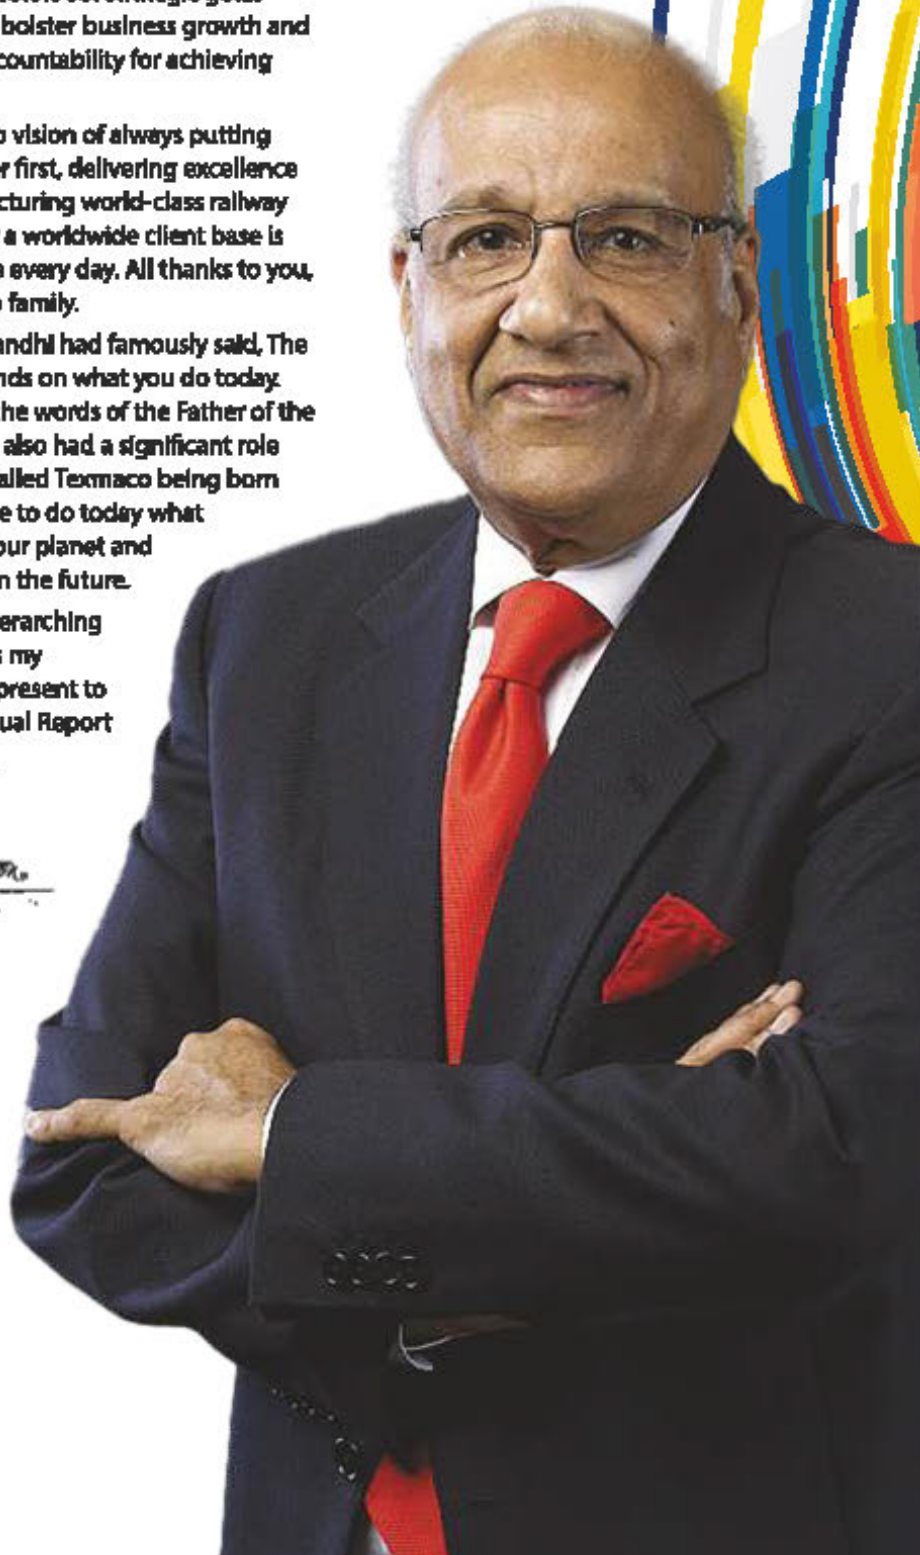 bolster business growth and
countability for achieving
vision of always putting
first, delivering excellence
cturing world-class railway
a worldwide client base is
every day. All thanks to you,
family.
andhi had famously said, The
nds on what you do today.
he words of the Father of the
also had a significant role
alled Texmaco being born
e to do today what
our planet and
n the future.
erarching
my
present to
ual Report